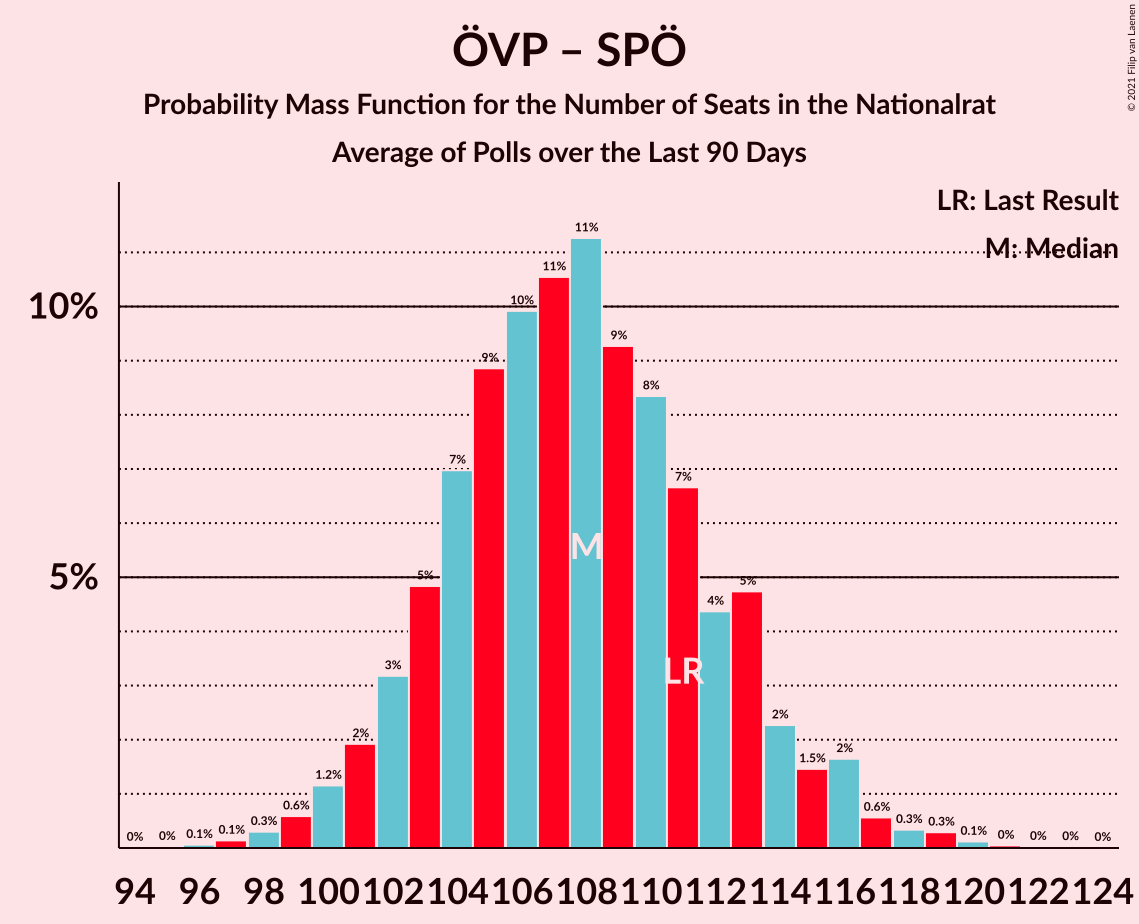 ÖVP – SPÖ
Probability Mass Function for the Number of Seats in the Nationalrat
Average of Polls over the Last 90 Days
© 2021 Filip van Laenen
LR: Last Result
M: Median
10%
5%
0% 0% 0.1% 0.1% 0.3% 0.6% 1.2% 2% 3% 5% 7% 9% 10% 11% 11% 9% 8% 7% 4% 5% 2% 1.5% 2% 0.6% 0.3% 0.3% 0.1% 0% 0% 0% 0%
M
LR
94 96 98 100 102 104 106 108 110 112 114 116 118 120 122 124